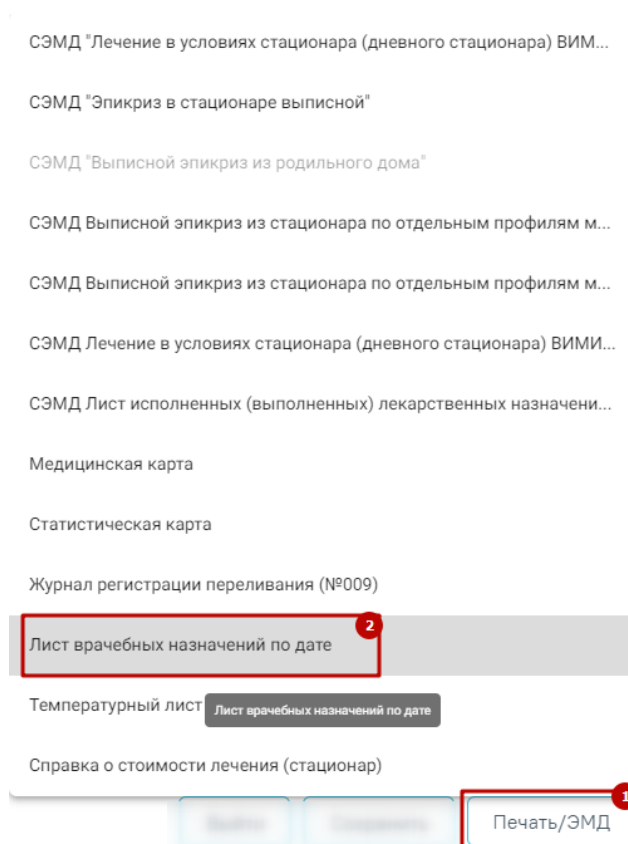 СЭМД "Лечение в условиях стационара (дневного стационара) ВИМ...
СЭМД "Эпикриз в стационаре выписной"
СЭМД "Выписной эпикриз из родильного дома"
СЭМД Выписной эпикриз из стационара по отдельным профилям м...
СЭМД Выписной эпикриз из стационара по отдельным профилям м...
СЭМД Лечение в условиях стационара (дневного стационара) ВИМИ...
СЭМД Лист исполненных (выполненных) лекарственных назначени...
Медицинская карта
Статистическая карта
Журнал регистрации переливания (№009)
2
Лист врачебных назначений по дате
Температурный лист
Лист врачебных назначений по дате
Справка о стоимости лечения (стационар)
1
Печать/ЭМД